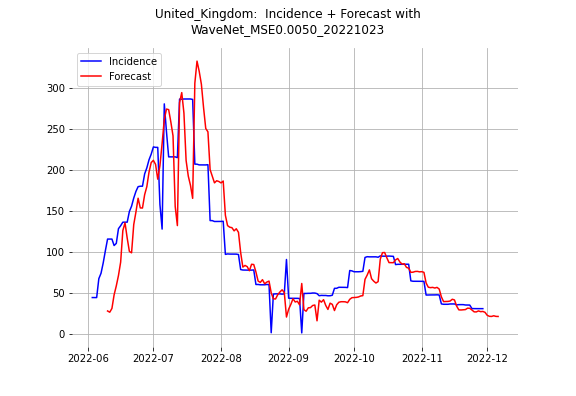 United_Kingdom:  Incidence + Forecast with
WaveNet_MSE0.0050_20221023
Incidence
Forecast
300
250
200
150
100
50
0
2022-06 2022-07 2022-08 2022-09 2022-10 2022-11 2022-12